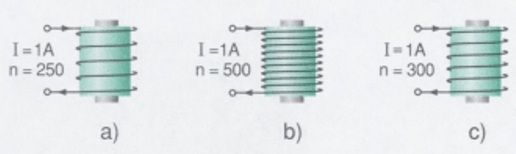 I=1A
n=250
a)
I=1A
n=500
b)
I=1A
n=300
c)